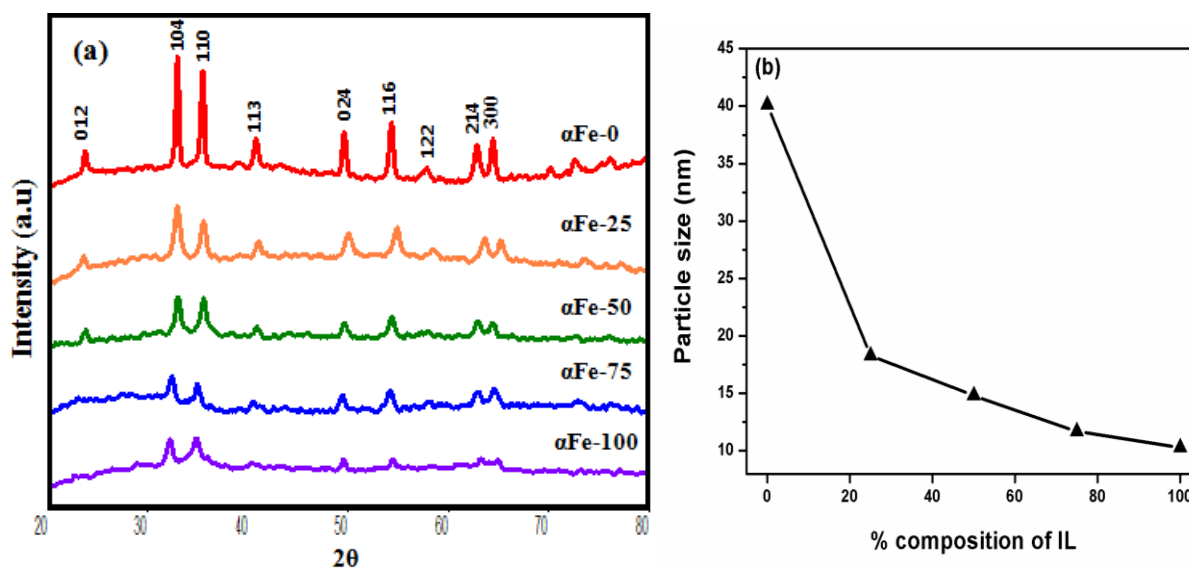 (a)
Intensity (a.u)
012
104
110
113
024
116
122
214
300
αFe-0
αFe-25
αFe-50
αFe-75
αFe-100
20 30 40 50 60 70 80
2θ
(b)
Particle size (nm)
45
40
35
30
25
20
15
10
0 20 40 60 80 100
% composition of IL